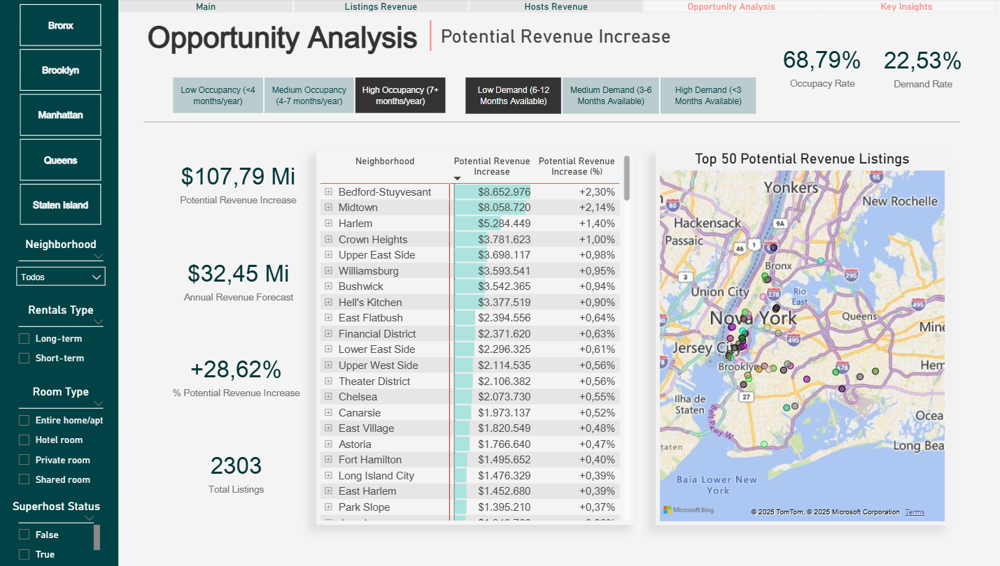 Main
Listings Revenue
Hosts Revenue
Opportunity Analysis
Key Insights
Bronx
Brooklyn
Manhattan
Queens
Staten Island
Neighborhood
Todos
Rentals Type
Long-term
Short-term
Room Type
Entire home/apt
Hotel room
Private room
Shared room
Superhost Status
False
True
Opportunity Analysis
Potential Revenue Increase
68,79%
Occupacy Rate
22,53%
Demand Rate
Low Occupancy (<4
months/year)
Medium Occupancy
(4-7 months/year)
High Occupancy (7+
months/year)
Low Demand (6-12
Months Available)
Medium Demand (3-6
Months Available)
High Demand (<3
Months Available)
$107,79 Mi
Potential Revenue Increase
$32,45 Mi
Annual Revenue Forecast
+28,62%
% Potential Revenue Increase
2303
Total Listings
Neighborhood
Potential Revenue
Increase
Potential Revenue
Increase (%)
Bedford-Stuyvesant $8.652.976 +2,30%
Midtown $8.058.720 +2,14%
Harlem $5.284.449 +1,40%
Crown Heights $3.781.623 +1,00%
Upper East Side $3.698.117 +0,98%
Williamsburg $3.593.541 +0,95%
Bushwick $3.542.365 +0,94%
Hell's Kitchen $3.377.519 +0,90%
East Flatbush $2.394.556 +0,64%
Financial District $2.371.620 +0,63%
Lower East Side $2.296.325 +0,61%
Upper West Side $2.114.535 +0,56%
Theater District $2.106.382 +0,56%
Chelsea $2.073.730 +0,55%
Canarsie $1.973.137 +0,52%
East Village $1.820.549 +0,48%
Astoria $1.766.640 +0,47%
Fort Hamilton $1.495.652 +0,40%
Long Island City $1.476.329 +0,39%
East Harlem $1.452.680 +0,39%
Park Slope $1.395.210 +0,37%
Top 50 Potential Revenue Listings
Yonkers
95
New Rochelle
80
Hackensack
9A
Passaic
46
1
Bronx
3
295
Union City
278
Rio
East
495
Nova York
Queens
Mine
495
Jersey City
Brooklyn
678
Hem
27
Ilha de
Staten
Belt Pkwy W
Ocea
Long Bea
taten
Baía Lower New
York
Microsoft Bing
© 2025 TomTom, © 2025 Microsoft Corporation Terms